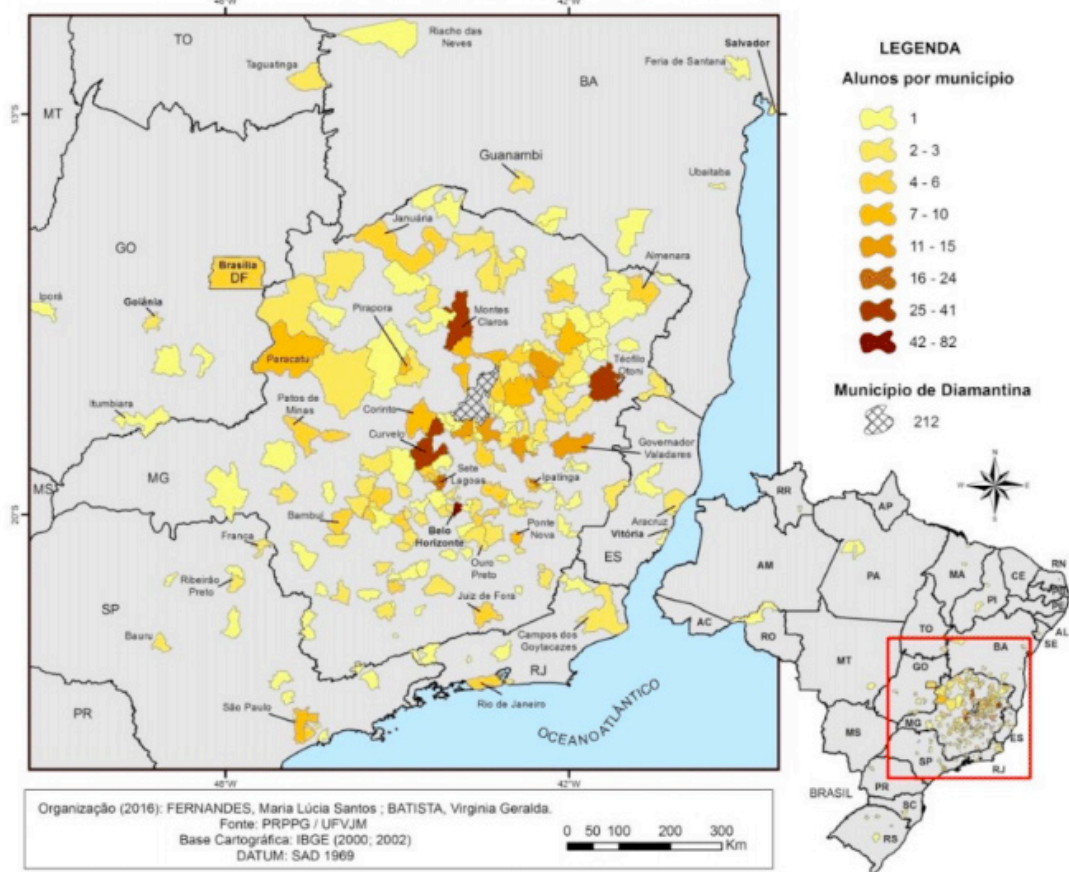 48°W
42°W
TO
Riacho das
Neves
Salvador
Taguatinga
Feria de Santana
BA
13°S
MT
Guanambi
Ubaitaba
Januária
GO
Brasília
DF
Almenara
Iporá
Goiânia
Pirapora
Montes
Claros
Paracatu
Téofilo
Otoni
Itumbiara
Patos de
Minas
Corinto
Curvelo
Governador
Valadares
MG
Sete
Lagoas
Ipatinga
MS
20°S
Bambuí
Belo
Horizonte
Ponte
Nova
Aracruz
Vitória
Franca
Ouro
Preto
ES
Ribeirão
Preto
Juiz de Fora
SP
Bauru
Campos dos
Goytacazes
RJ
PR
São Paulo
Rio de Janeiro
OCEANO ATLÂNTICO
48°W
42°W
LEGENDA
Alunos por município
1
2 - 3
4 - 6
7 - 10
11 - 15
16 - 24
25 - 41
42 - 82
Município de Diamantina
212
N
W
E
S
RR
AP
AM
PA
MA
CE
RN
PB
PE
PI
AL
SE
AC
RO
TO
BA
MT
GO
MG
ES
MS
SP
RJ
PR
BRASIL
SC
RS
Organização (2016): FERNANDES, Maria Lúcia Santos ; BATISTA, Virginia Geralda.
Fonte: PRPPG / UFVJM
Base Cartográfica: IBGE (2000; 2002)
DATUM: SAD 1969
0 50 100 200 300
Km